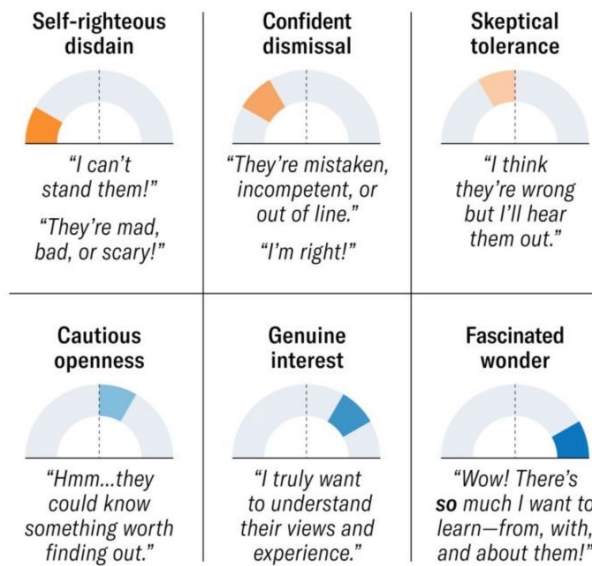 Self-righteous
disdain
“I can’t
stand them!”
“They’re mad,
bad, or scary!”
Confident
dismissal
“They’re mistaken,
incompetent, or
out of line.”
“I’m right!”
Skeptical
tolerance
“I think
they’re wrong
but I’ll hear
them out.”
Cautious
openness
“Hmm...they
could know
something worth
finding out.”
Genuine
interest
“I truly want
to understand
their views and
experience.”
Fascinated
wonder
“Wow! There’s
so much I want to
learn—from, with,
and about them!”